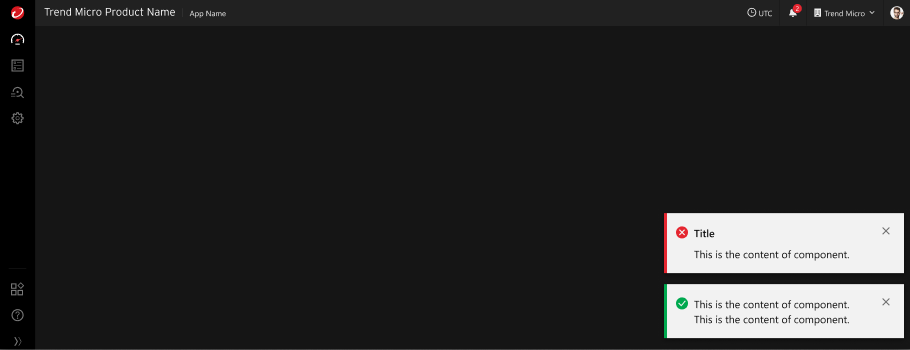 Trend Micro Product Name
App Name
UTC
2
Trend Micro
Title
This is the content of component.
This is the content of component.
This is the content of component.